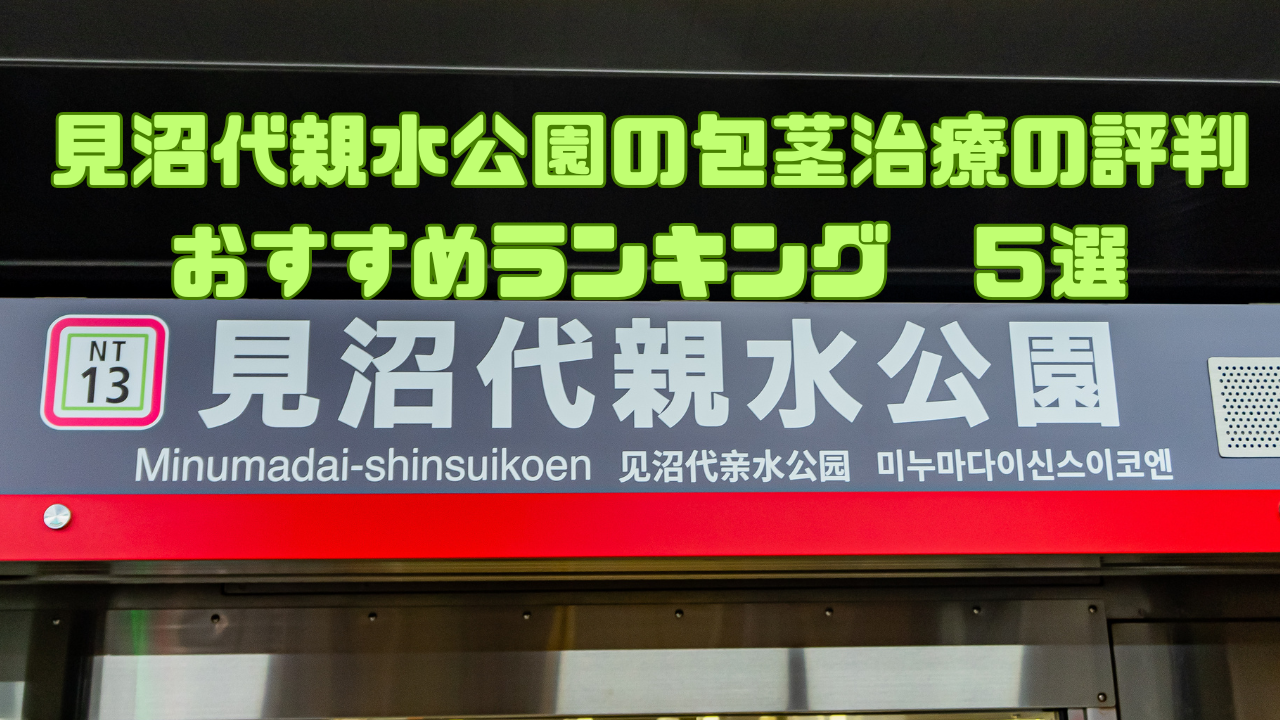 見沼代親水公園の包茎治療の評判
おすすめランキング　5選
NT
13
見沼代親水公園
Minumadai-shinsuikoen 见沼代亲水公园 미누마다이신스이코엔